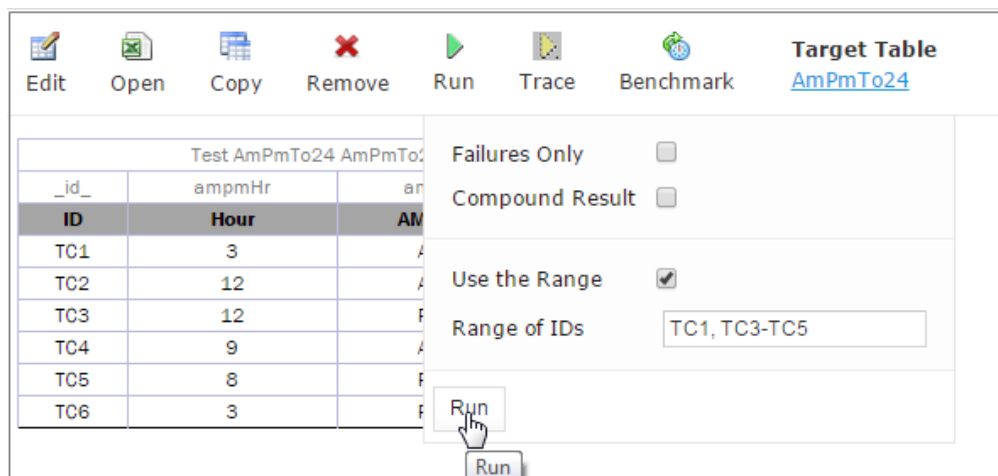 Edit Open Copy Remove Run Trace Benchmark Target Table
AmPmTo24
Test AmPmTo24 AmPmTo2
_id_ ampmHr am
ID Hour AM
TC1 3 A
TC2 12 A
TC3 12 P
TC4 9 A
TC5 8 P
TC6 3 P
Failures Only
Compound Result
Use the Range
Range of IDs TC1, TC3-TC5
Run
Run